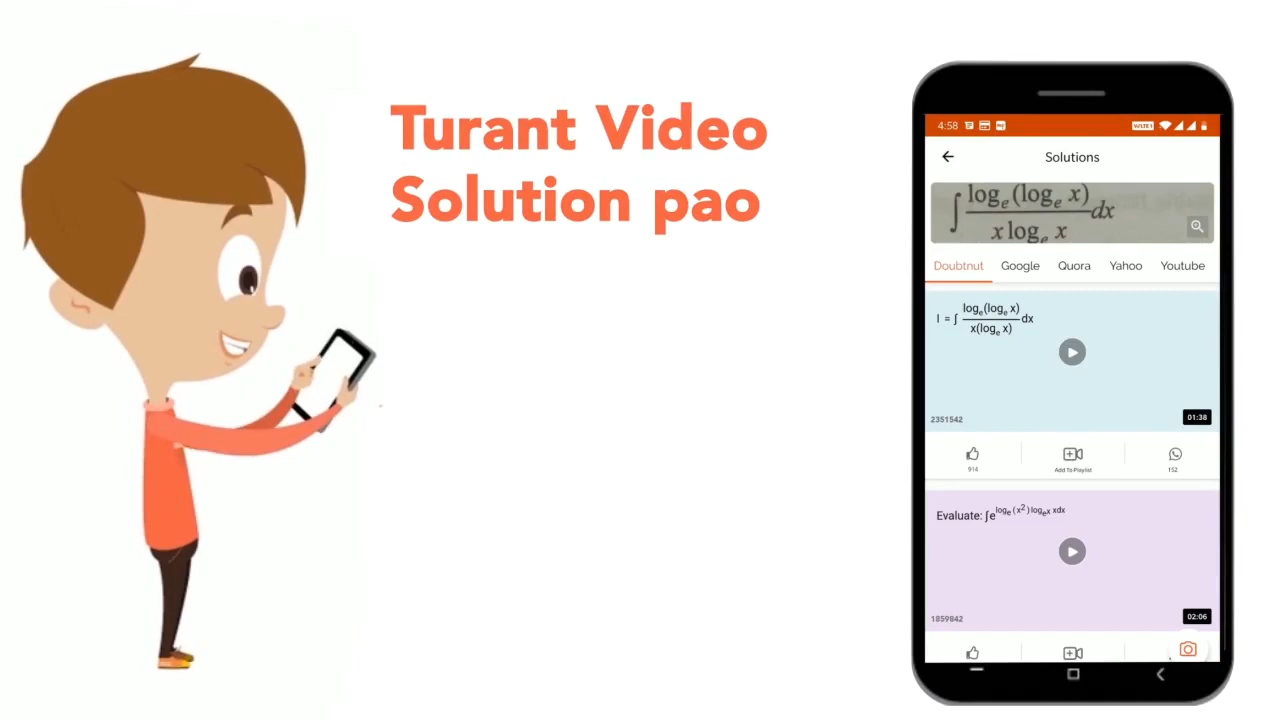 Turant Video
Solution pao
4:58
VoLTE1
Solutions
∫ logₑ(logₑ x) / x logₑ x dx
Doubtnut Google Quora Yahoo Youtube
I = ∫ logₑ(logₑ x) / x(logₑ x) dx
2351542 01:38
914 Add To Playlist 152
Evaluate: ∫e^logₑ(x²)logₑx xdx
1859842 02:06